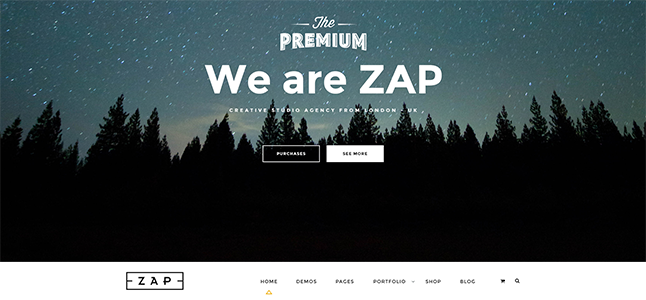 The
PREMIUM
We are ZAP
CREATIVE STUDIO AGENCY FROM LONDON - UK
PURCHASES SEE MORE
ZAP HOME DEMOS PAGES PORTFOLIO SHOP BLOG